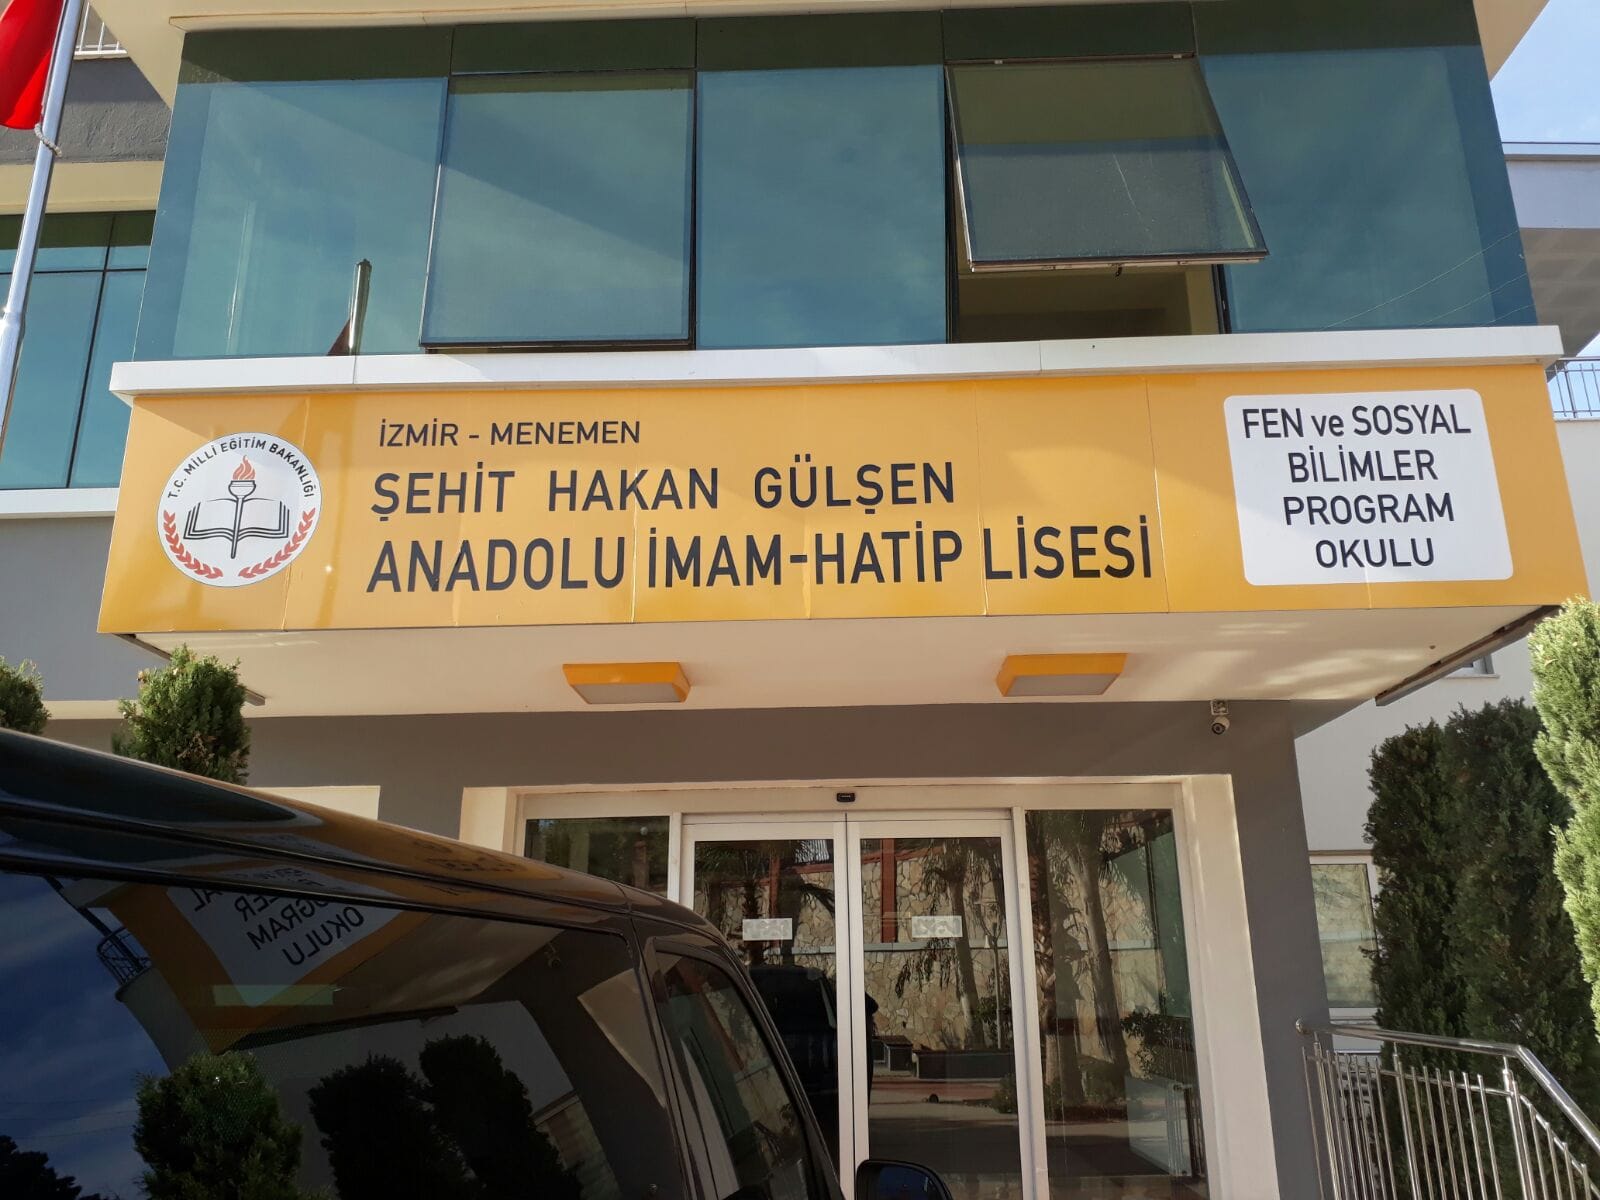 T.C. MİLLİ EĞİTİM BAKANLIĞI
İZMİR - MENEMEN
ŞEHİT HAKAN GÜLŞEN
ANADOLU İMAM-HATİP LİSESİ
FEN ve SOSYAL
BİLİMLER
PROGRAM
OKULU